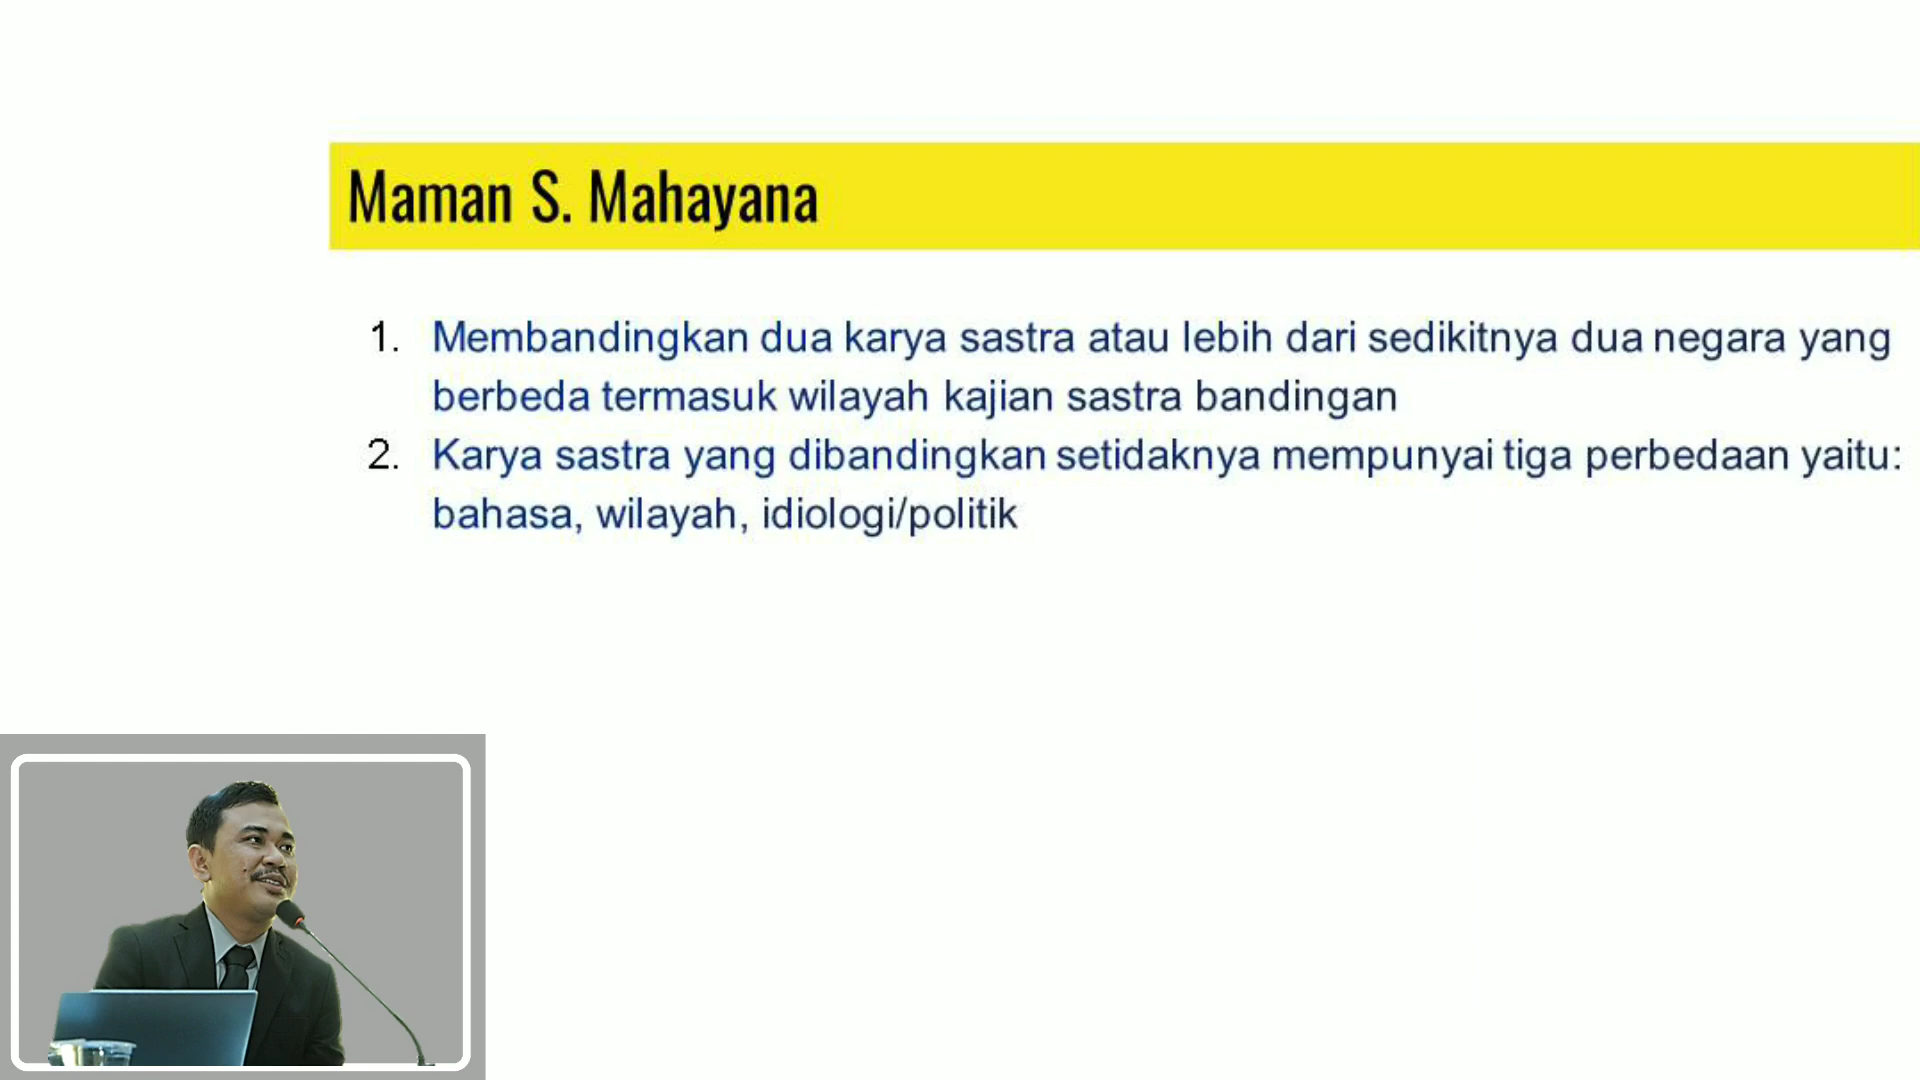 Maman S. Mahayana
1. Membandingkan dua karya sastra atau lebih dari sedikitnya dua negara yang
berbeda termasuk wilayah kajian sastra bandingan
2. Karya sastra yang dibandingkan setidaknya mempunyai tiga perbedaan yaitu:
bahasa, wilayah, idiologi/politik